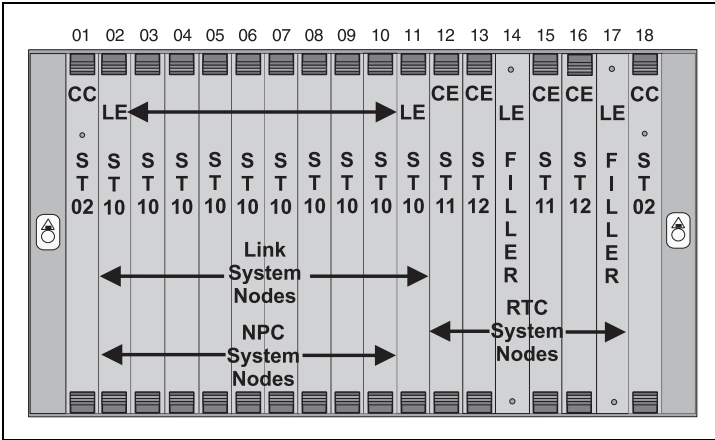 01 02 03 04 05 06 07 08 09 10 11 12 13 14 15 16 17 18
CC CE CE CE CE CC
LE LE LE LE
S S S S S S S S S S S S S F S S F S
T T T T T T T T T T T T T I T T I T
02 10 10 10 10 10 10 10 10 10 10 11 12 L 11 12 L 02
L L
E E
R R
Link
System
Nodes
RTC
System
Nodes
NPC
System
Nodes